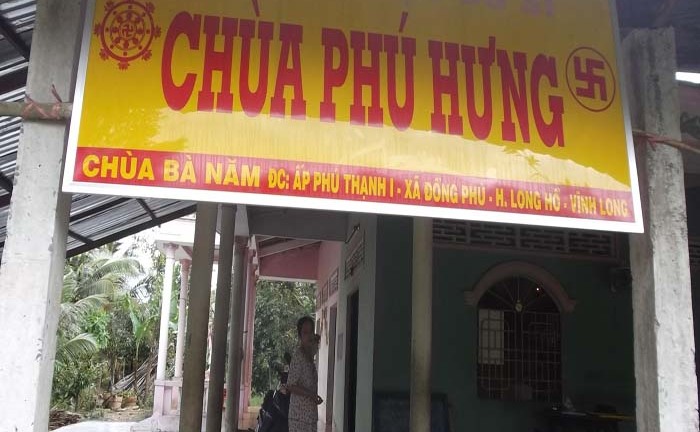 CHÙA PHÚ HƯNG
CHÙA BÀ NĂM ĐC: ẤP PHÚ THẠNH I - XÃ ĐỒNG PHÚ - H. LONG HỒ - VĨNH LONG